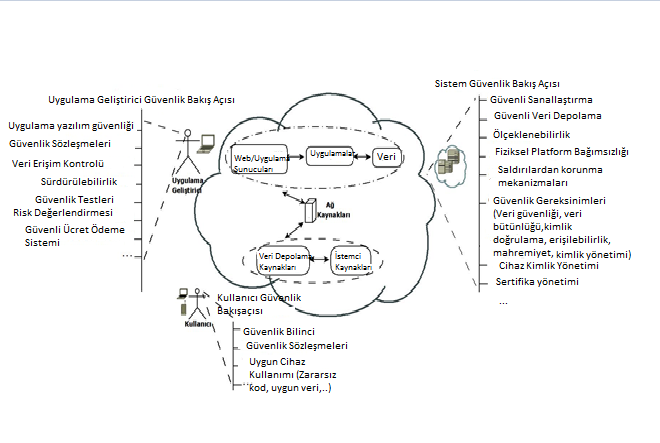 Sistem Güvenlik Bakış Açısı
Güvenli Sanallaştırma
Güvenli Veri Depolama
Ölçeklenebilirlik
Fiziksel Platform Bağımsızlığı
Saldırılardan korunma
mekanizmaları
Güvenlik Gereksinimleri
(Veri güvenliği, veri
bütünlüğü,kimlik
doğrulama, erişilebilirlik,
mahremiyet, kimlik yönetimi)
Cihaz Kimlik Yönetimi
Sertifika yönetimi
...
Uygulama Geliştirici Güvenlik Bakış Açısı
Uygulama yazılım güvenliği
Güvenlik Sözleşmeleri
Veri Erişim Kontrolü
Sürdürülebilirlik
Güvenlik Testleri
Risk Değerlendirmesi
Güvenli Ücret Ödeme
Sistemi
...
Uygulama
Geliştirici
Web/Uygulama
Sunucuları
Uygulamalar
Veri
Ağ
Kaynakları
Veri Depolama
Kaynakları
İstemci
Kaynakları
Kullanıcı
Kullanıcı Güvenlik
Bakışaçısı
Güvenlik Bilinci
Güvenlik Sözleşmeleri
Uygun Cihaz
Kullanımı (Zararsız
kod, uygun veri,..)
...